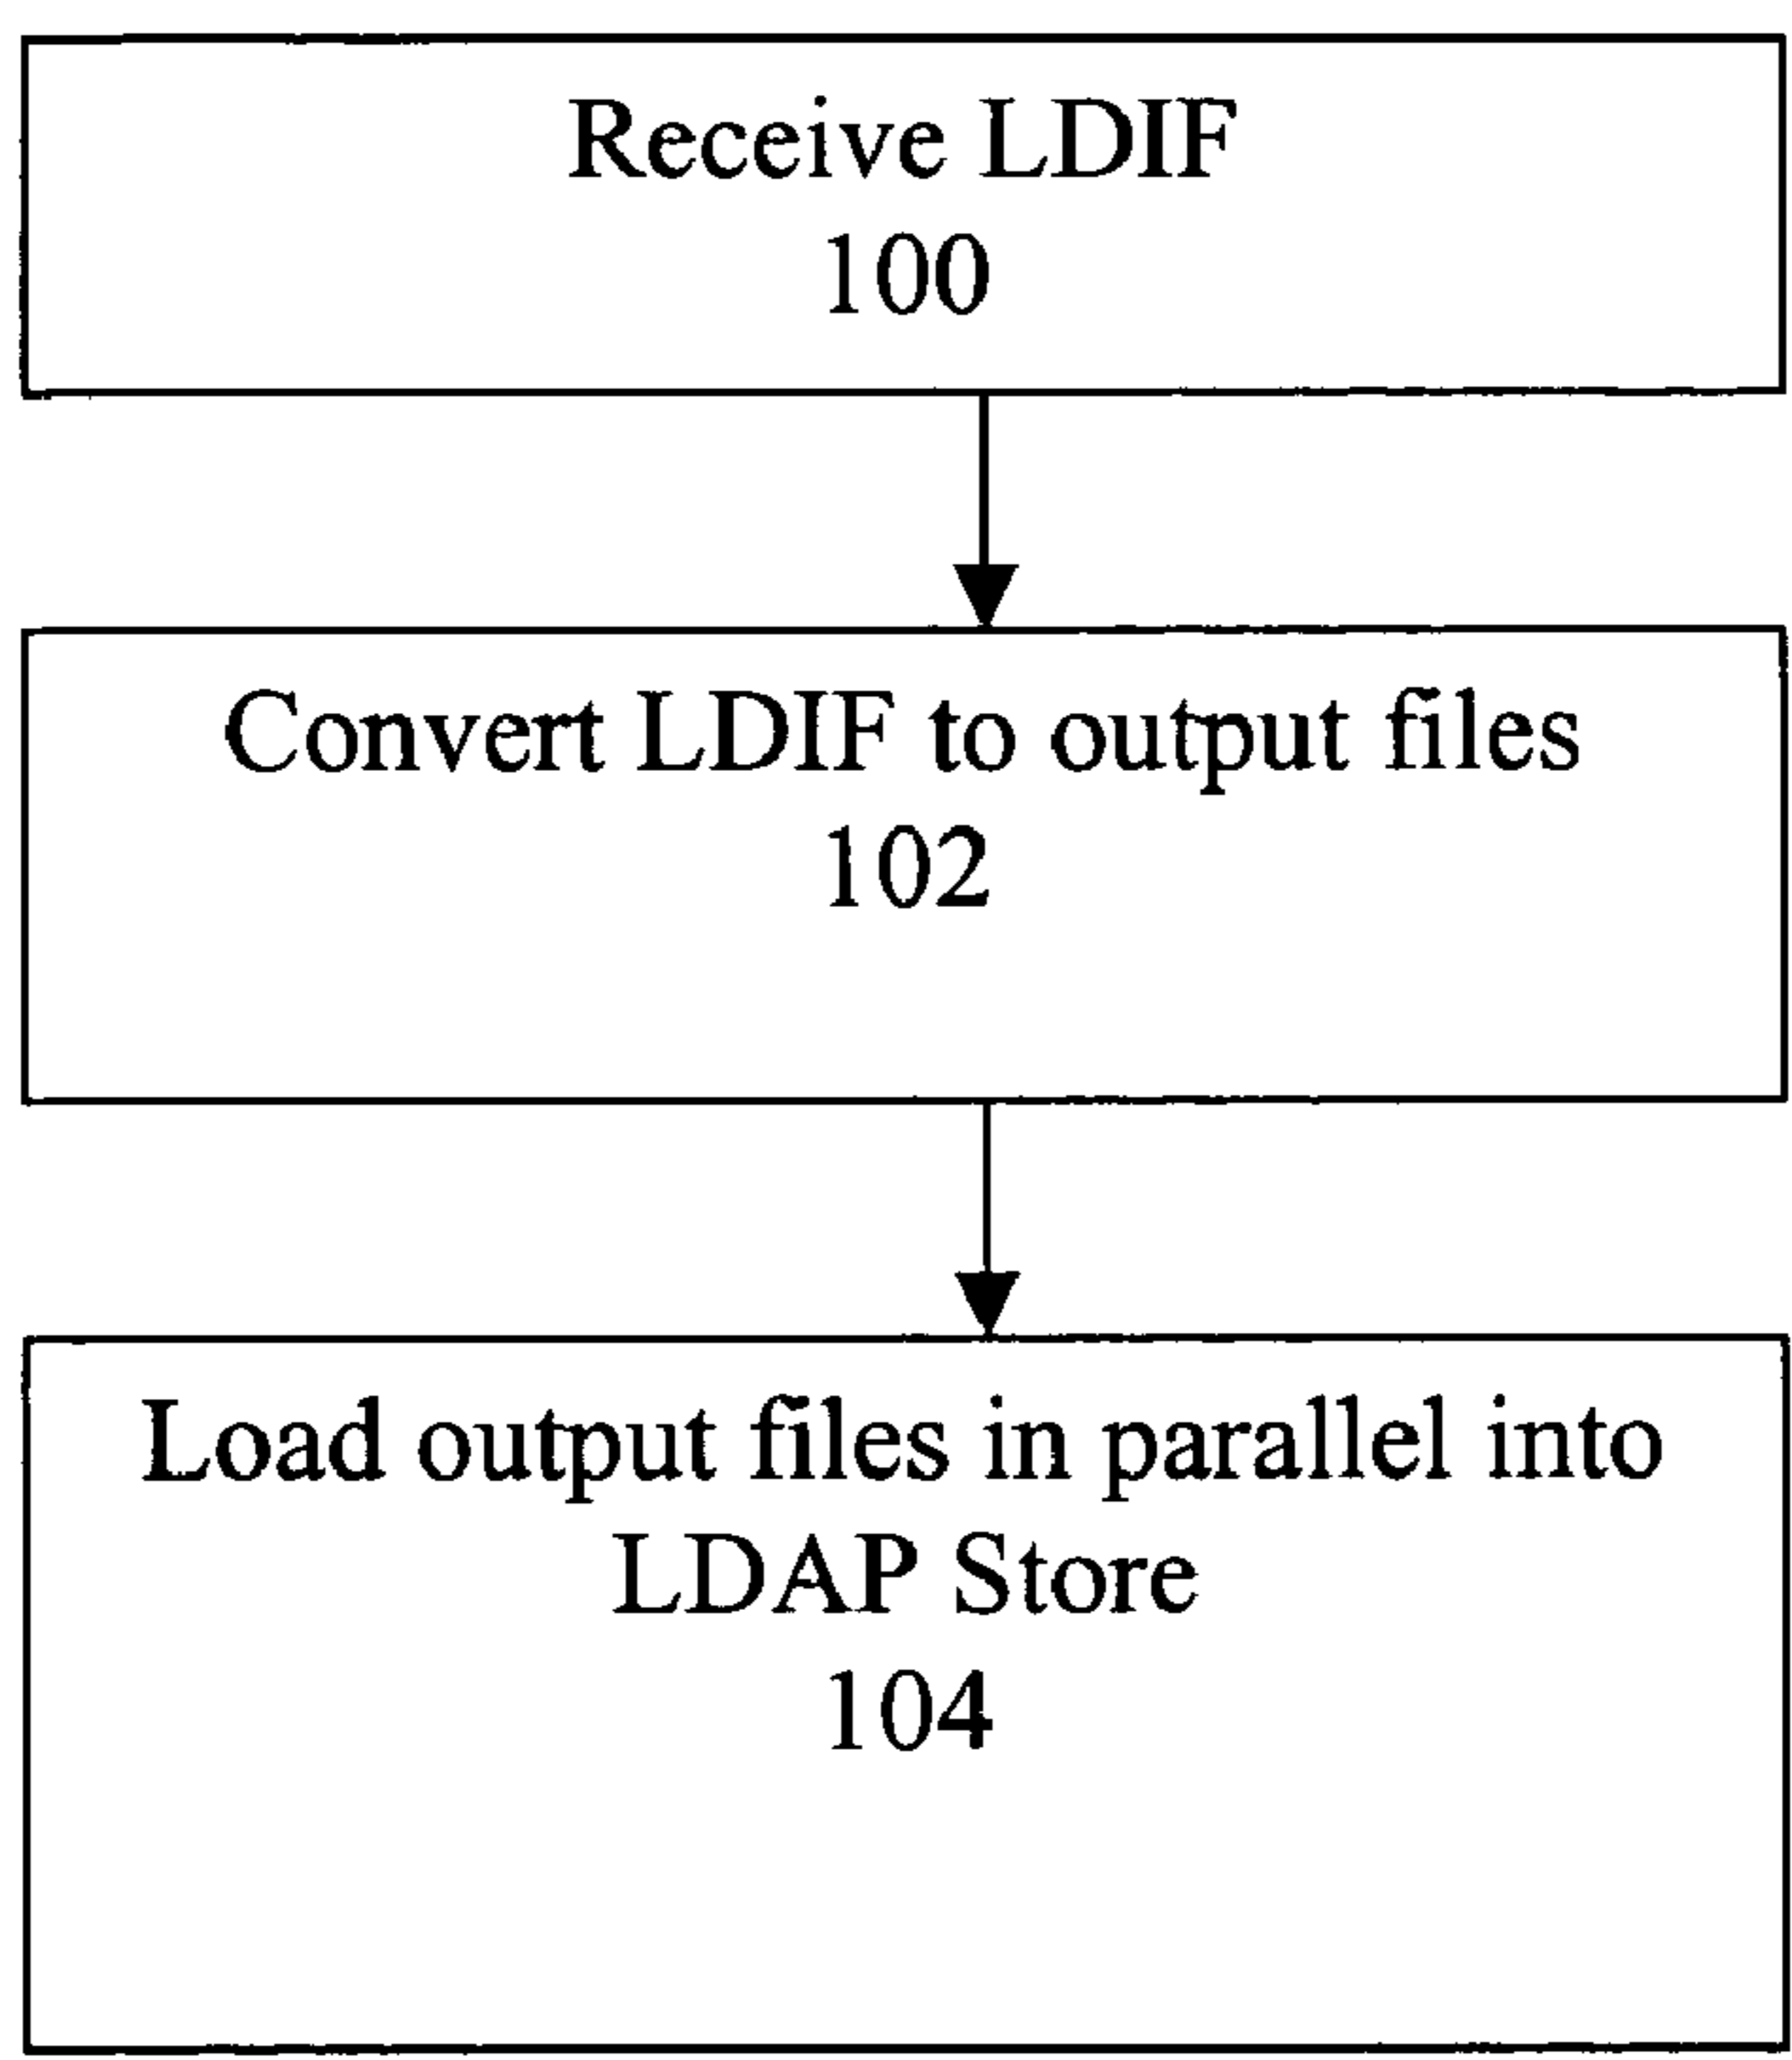 Receive LDIF
100
Convert LDIF to output files
102
Load output files in parallel into
LDAP Store
104